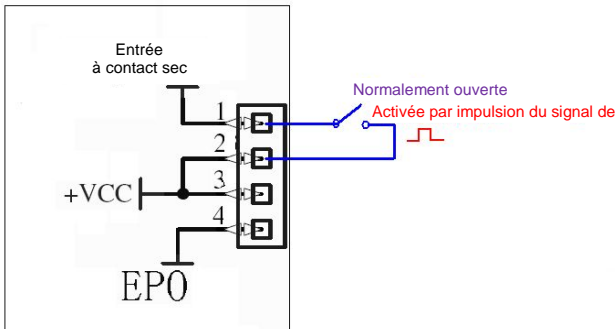 Entrée
à contact sec
Normalement ouverte
Activée par impulsion du signal de
1
2
+VCC
3
4
EPO